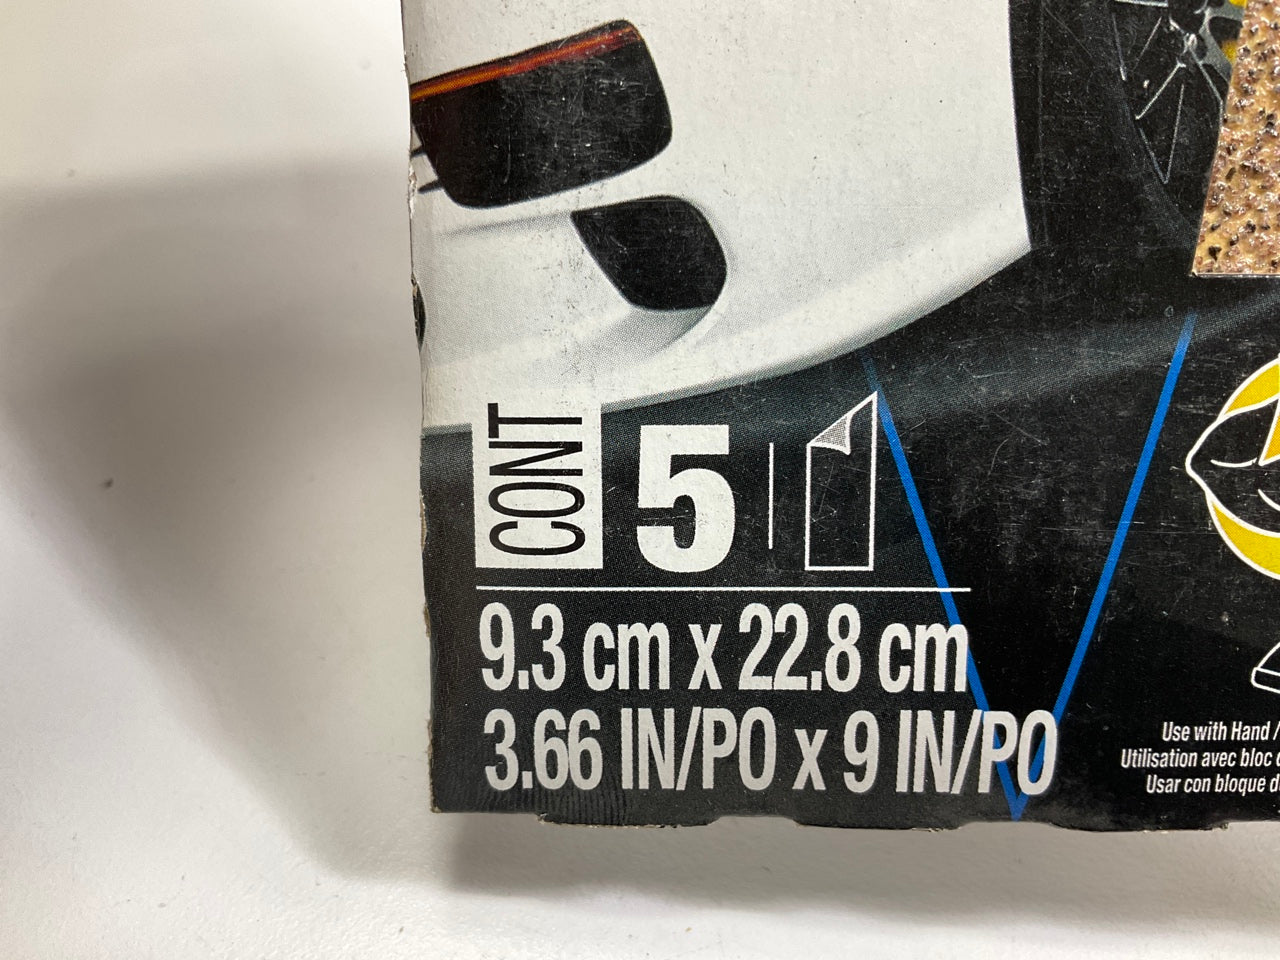 CONT
5
9.3 cm x 22.8 cm
3.66 IN/PO x 9 IN/PO
Use with Hand /
Utilisation avec bloc
Usar con bloque